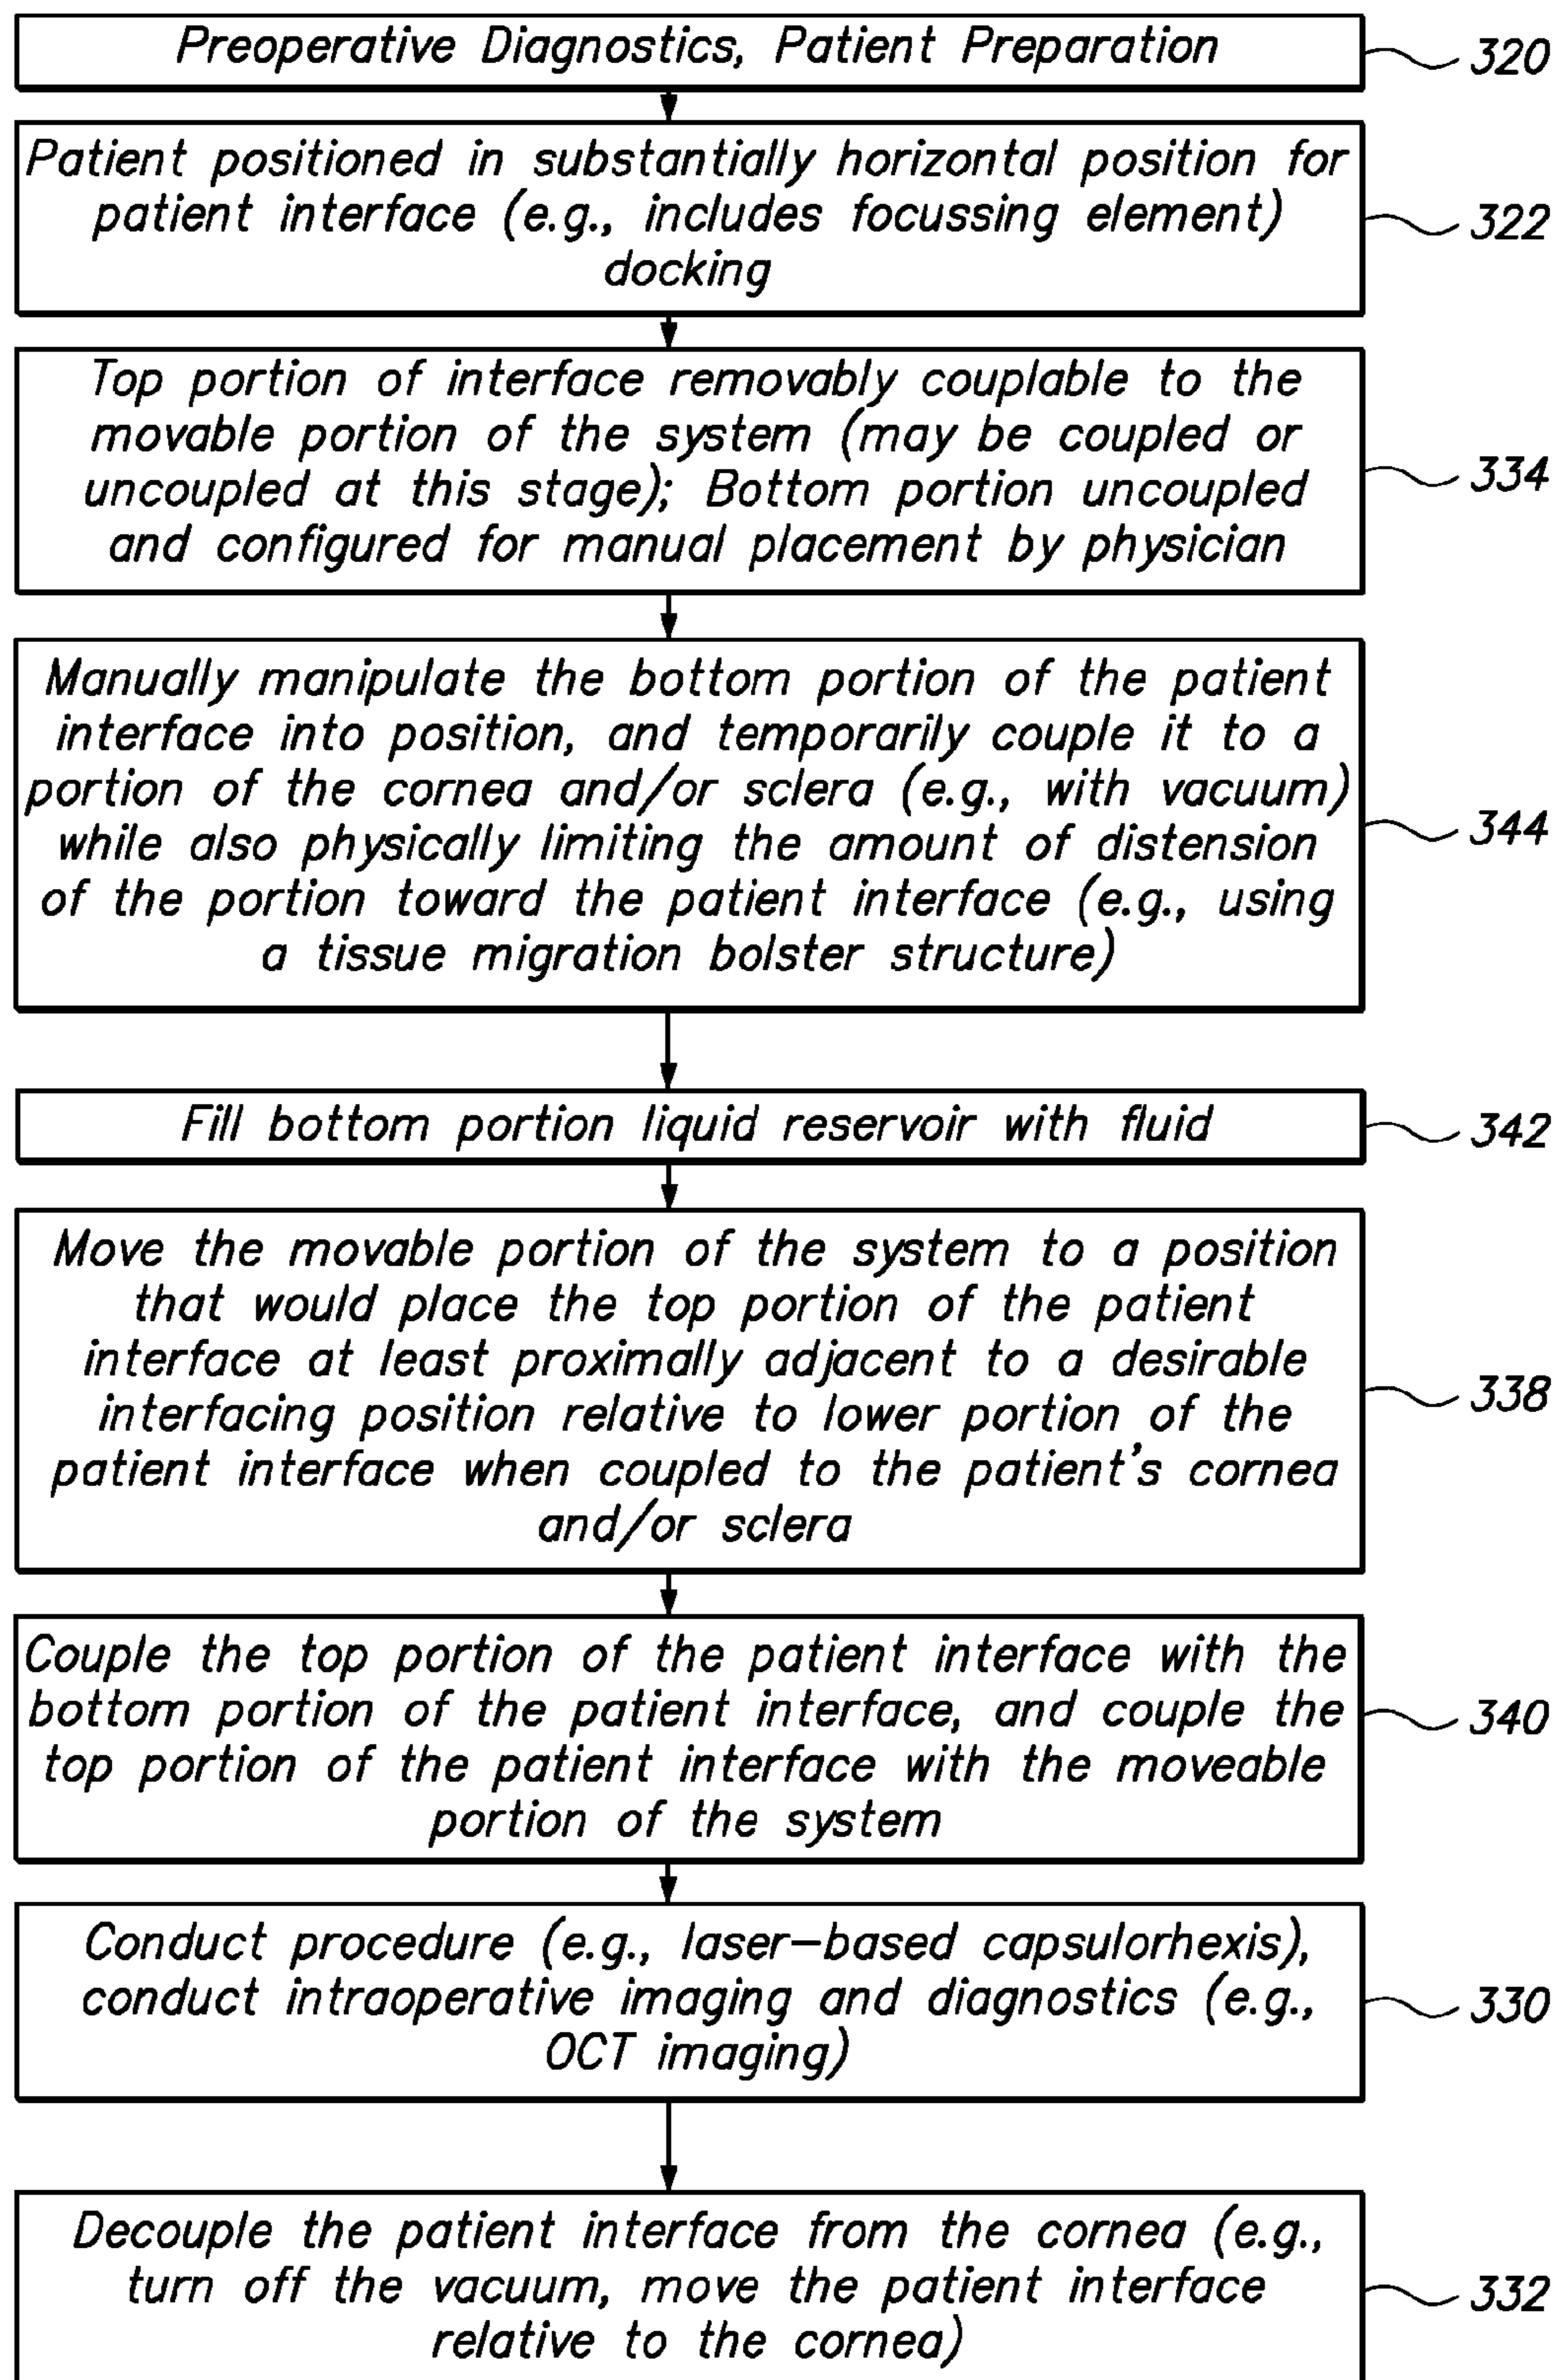 Preoperative Diagnostics, Patient Preparation
320
Patient positioned in substantially horizontal position for
patient interface (e.g., includes focussing element)
docking
322
Top portion of interface removably couplable to the
movable portion of the system (may be coupled or
uncoupled at this stage); Bottom portion uncoupled
and configured for manual placement by physician
334
Manually manipulate the bottom portion of the patient
interface into position, and temporarily couple it to a
portion of the cornea and/or sclera (e.g., with vacuum)
while also physically limiting the amount of distension
of the portion toward the patient interface (e.g., using
a tissue migration bolster structure)
344
Fill bottom portion liquid reservoir with fluid
342
Move the movable portion of the system to a position
that would place the top portion of the patient
interface at least proximally adjacent to a desirable
interfacing position relative to lower portion of the
patient interface when coupled to the patient's cornea
and/or sclera
338
Couple the top portion of the patient interface with the
bottom portion of the patient interface, and couple the
top portion of the patient interface with the moveable
portion of the system
340
Conduct procedure (e.g., laser-based capsulorhexis),
conduct intraoperative imaging and diagnostics (e.g.,
OCT imaging)
330
Decouple the patient interface from the cornea (e.g.,
turn off the vacuum, move the patient interface
relative to the cornea)
332